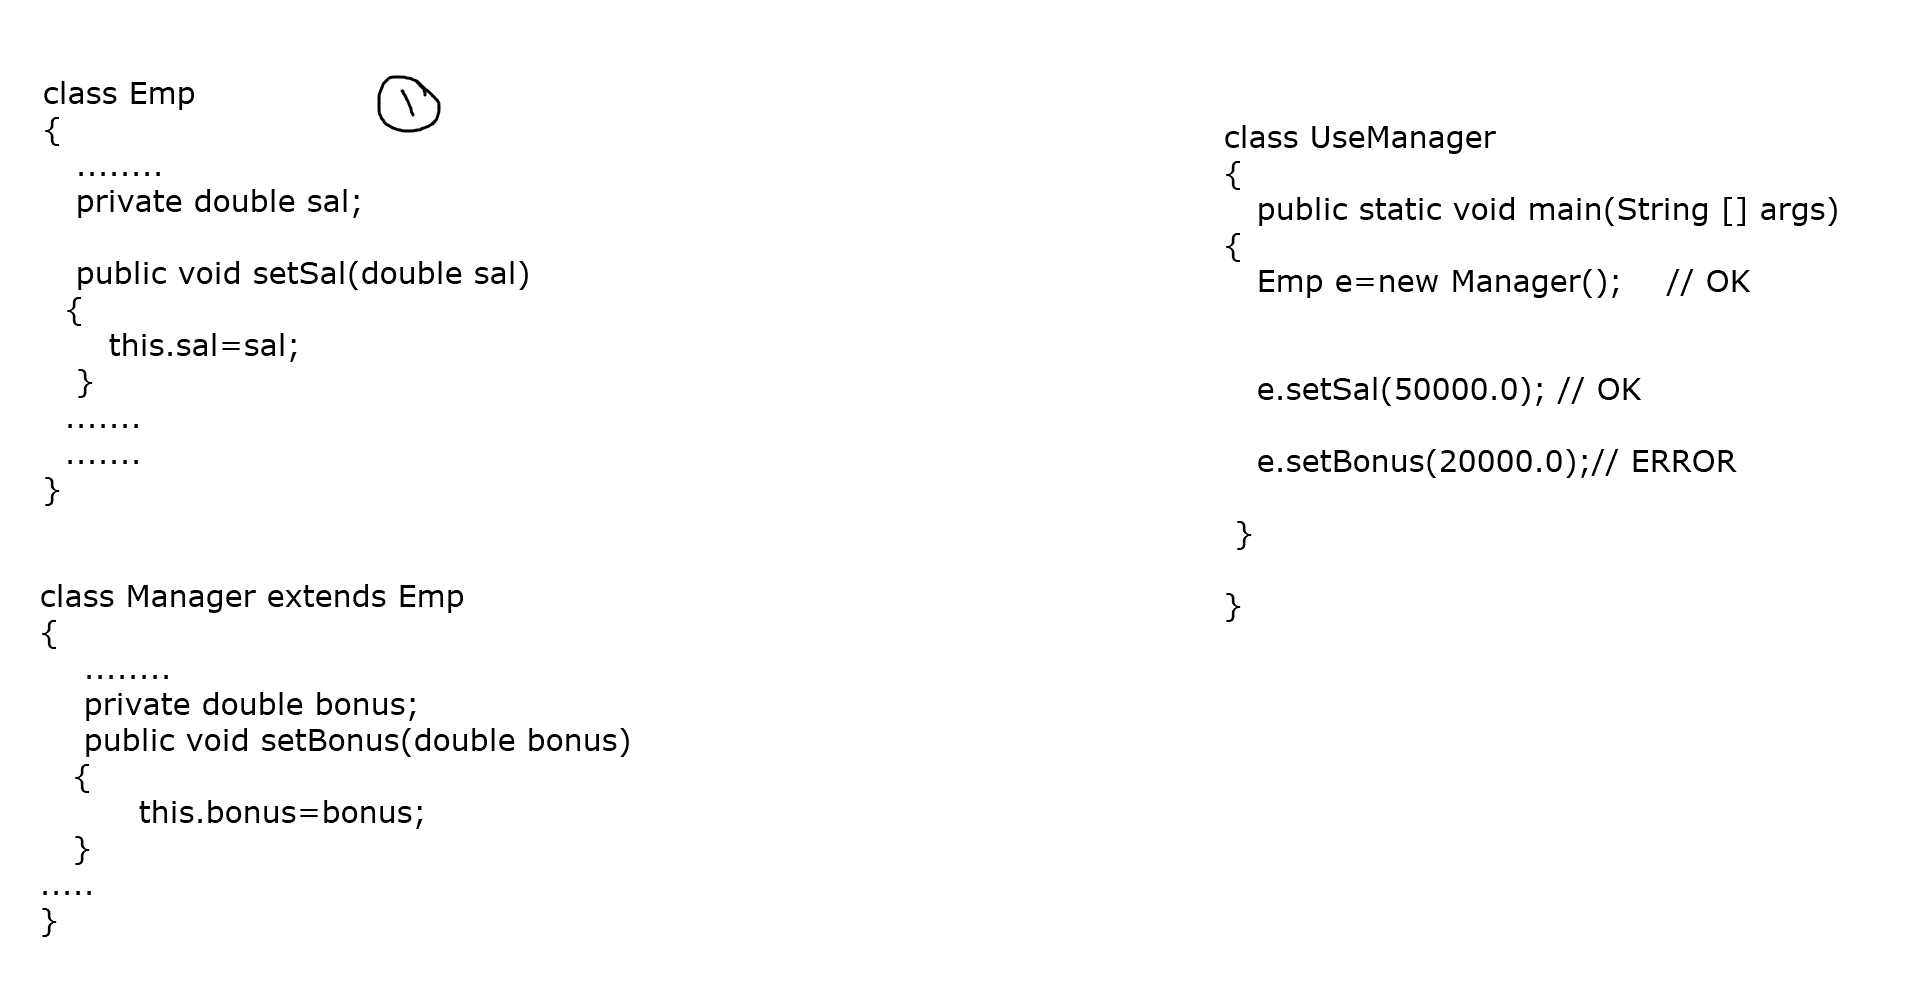 class Emp
1
{
........
private double sal;
public void setSal(double sal)
{
this.sal=sal;
}
.......
.......
}
class Manager extends Emp
{
........
private double bonus;
public void setBonus(double bonus)
{
this.bonus=bonus;
}
.....
}
class UseManager
{
public static void main(String [] args)
{
Emp e=new Manager(); // OK
e.setSal(50000.0); // OK
e.setBonus(20000.0);// ERROR
}
}